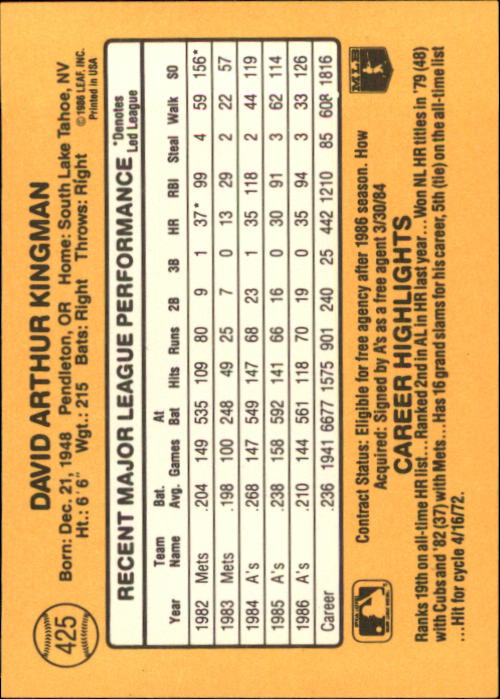 425
DAVID ARTHUR KINGMAN
Born: Dec. 21, 1948 Pendleton, OR Home: South Lake Tahoe, NV
Ht.: 6'6" Wgt.: 215 Bats: Right Throws: Right
© 1986 LEAF, INC.
Printed in USA
RECENT MAJOR LEAGUE PERFORMANCE
*Denotes
Led League
Year Team Name Bat. Avg. Games At Bat Hits Runs 2B 3B HR RBI Steal Walk SO
1982 Mets .204 149 535 109 80 9 1 37* 99 4 59 156*
1983 Mets .198 100 248 49 25 7 0 13 29 2 22 57
1984 A's .268 147 549 147 68 23 1 35 118 2 44 119
1985 A's .238 158 592 141 66 16 0 30 91 3 62 114
1986 A's .210 144 561 118 70 19 0 35 94 3 33 126
Career .236 1941 6677 1575 901 240 25 442 1210 85 608 1816
Contract Status: Eligible for free agency after 1986 season. How
Acquired: Signed by A's as a free agent 3/30/84
CAREER HIGHLIGHTS
MLB
Ranks 19th on all-time HR list...Ranked 2nd in AL in HR last year...Won NL HR titles in '79 (48)
with Cubs and '82 (37) with Mets...Has 16 grand slams for his career, 5th (tie) on the all-time list
...Hit for cycle 4/16/72.